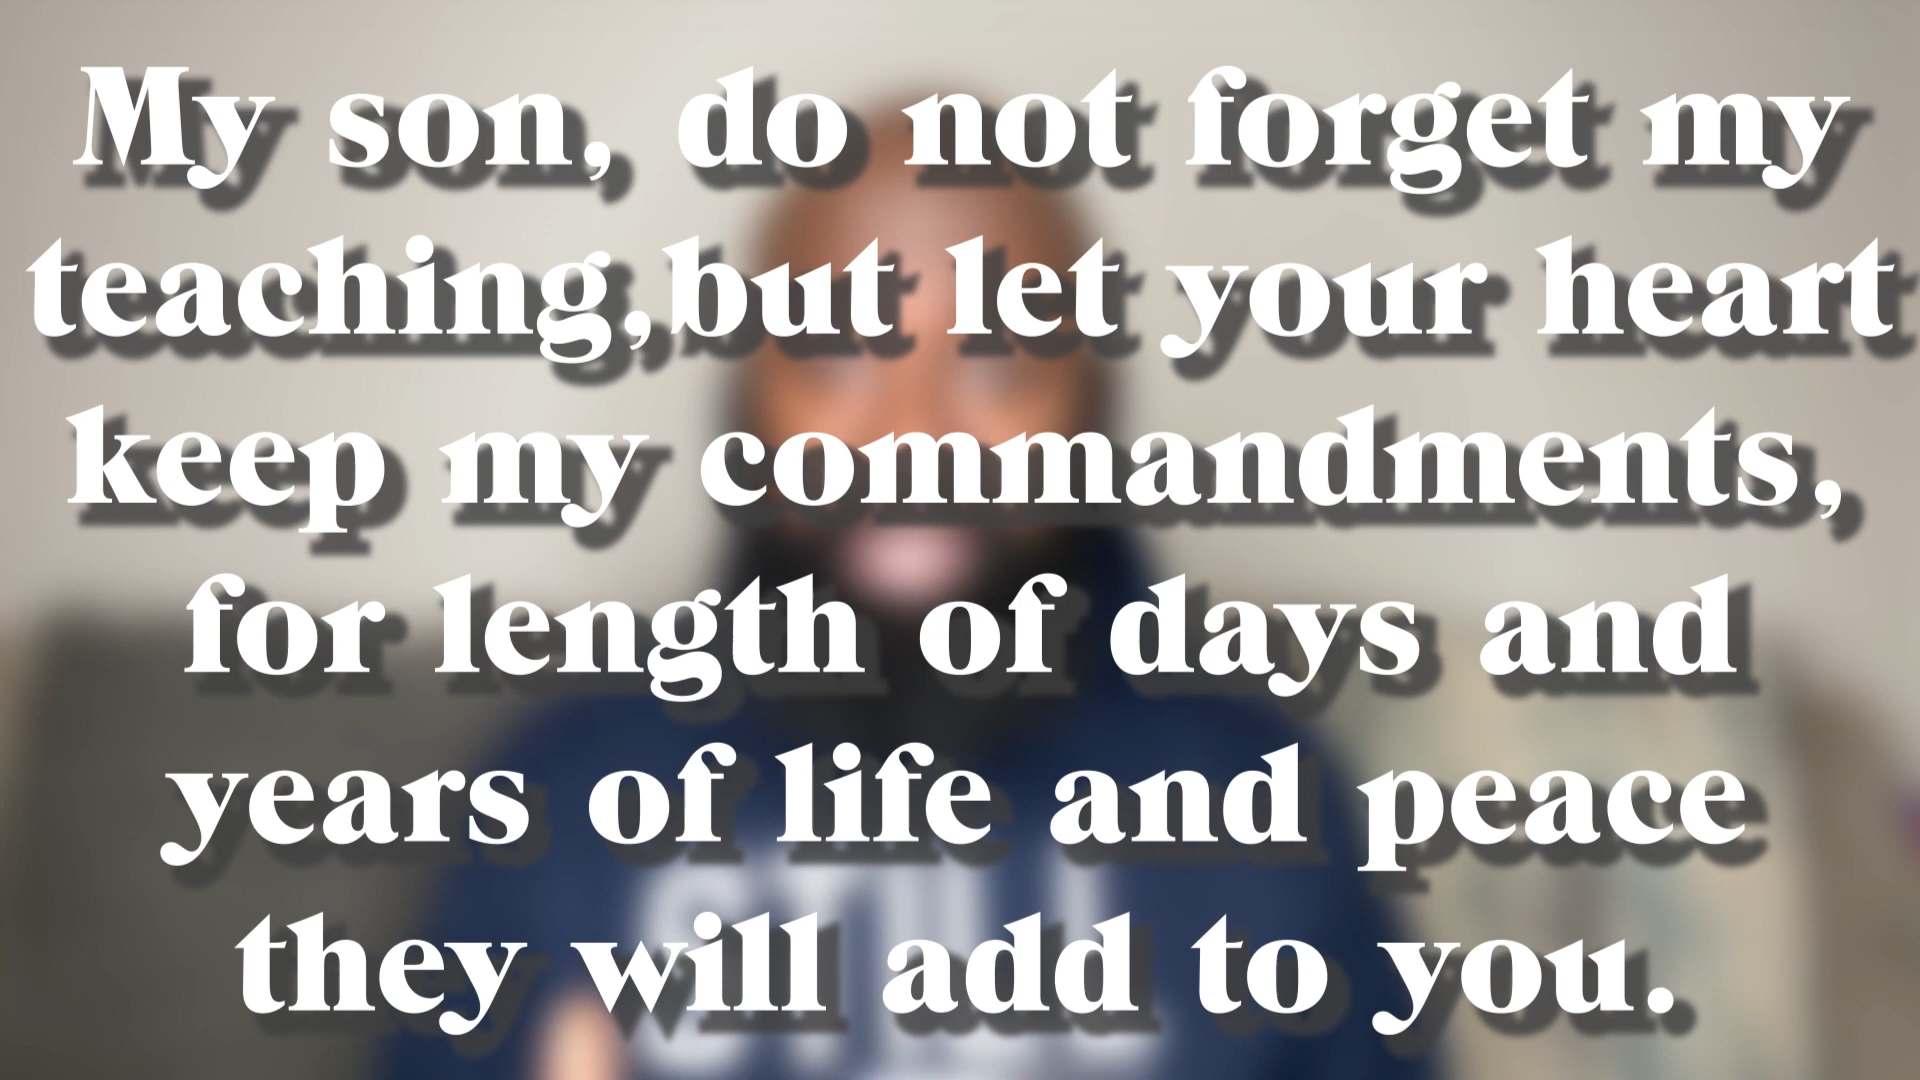 My son, do not forget my
teaching,but let your heart
keep my commandments,
for length of days and
years of life and peace
they will add to you.